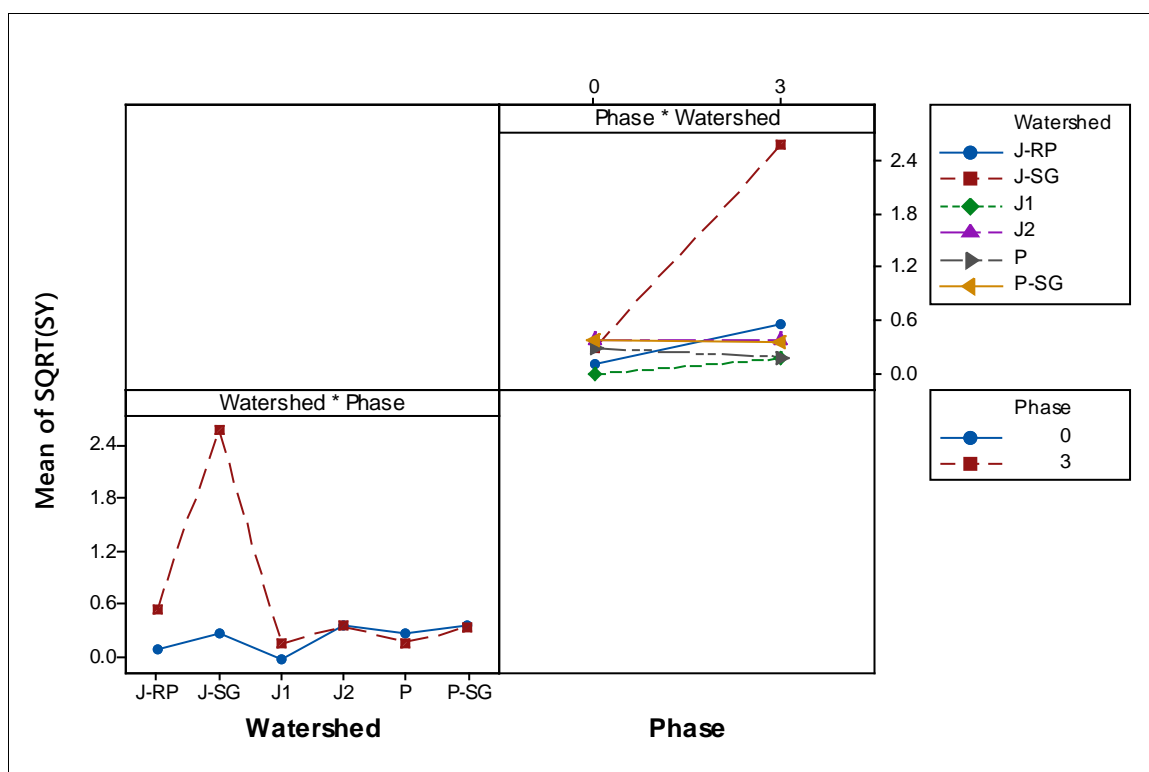 0 3
Phase * Watershed
Watershed
J-RP
J-SG
J1
J2
P
P-SG
2.4
1.8
1.2
0.6
0.0
Mean of SQRT(SY)
Watershed * Phase
2.4
1.8
1.2
0.6
0.0
Phase
0
3
J-RP J-SG J1 J2 P P-SG
Watershed Phase